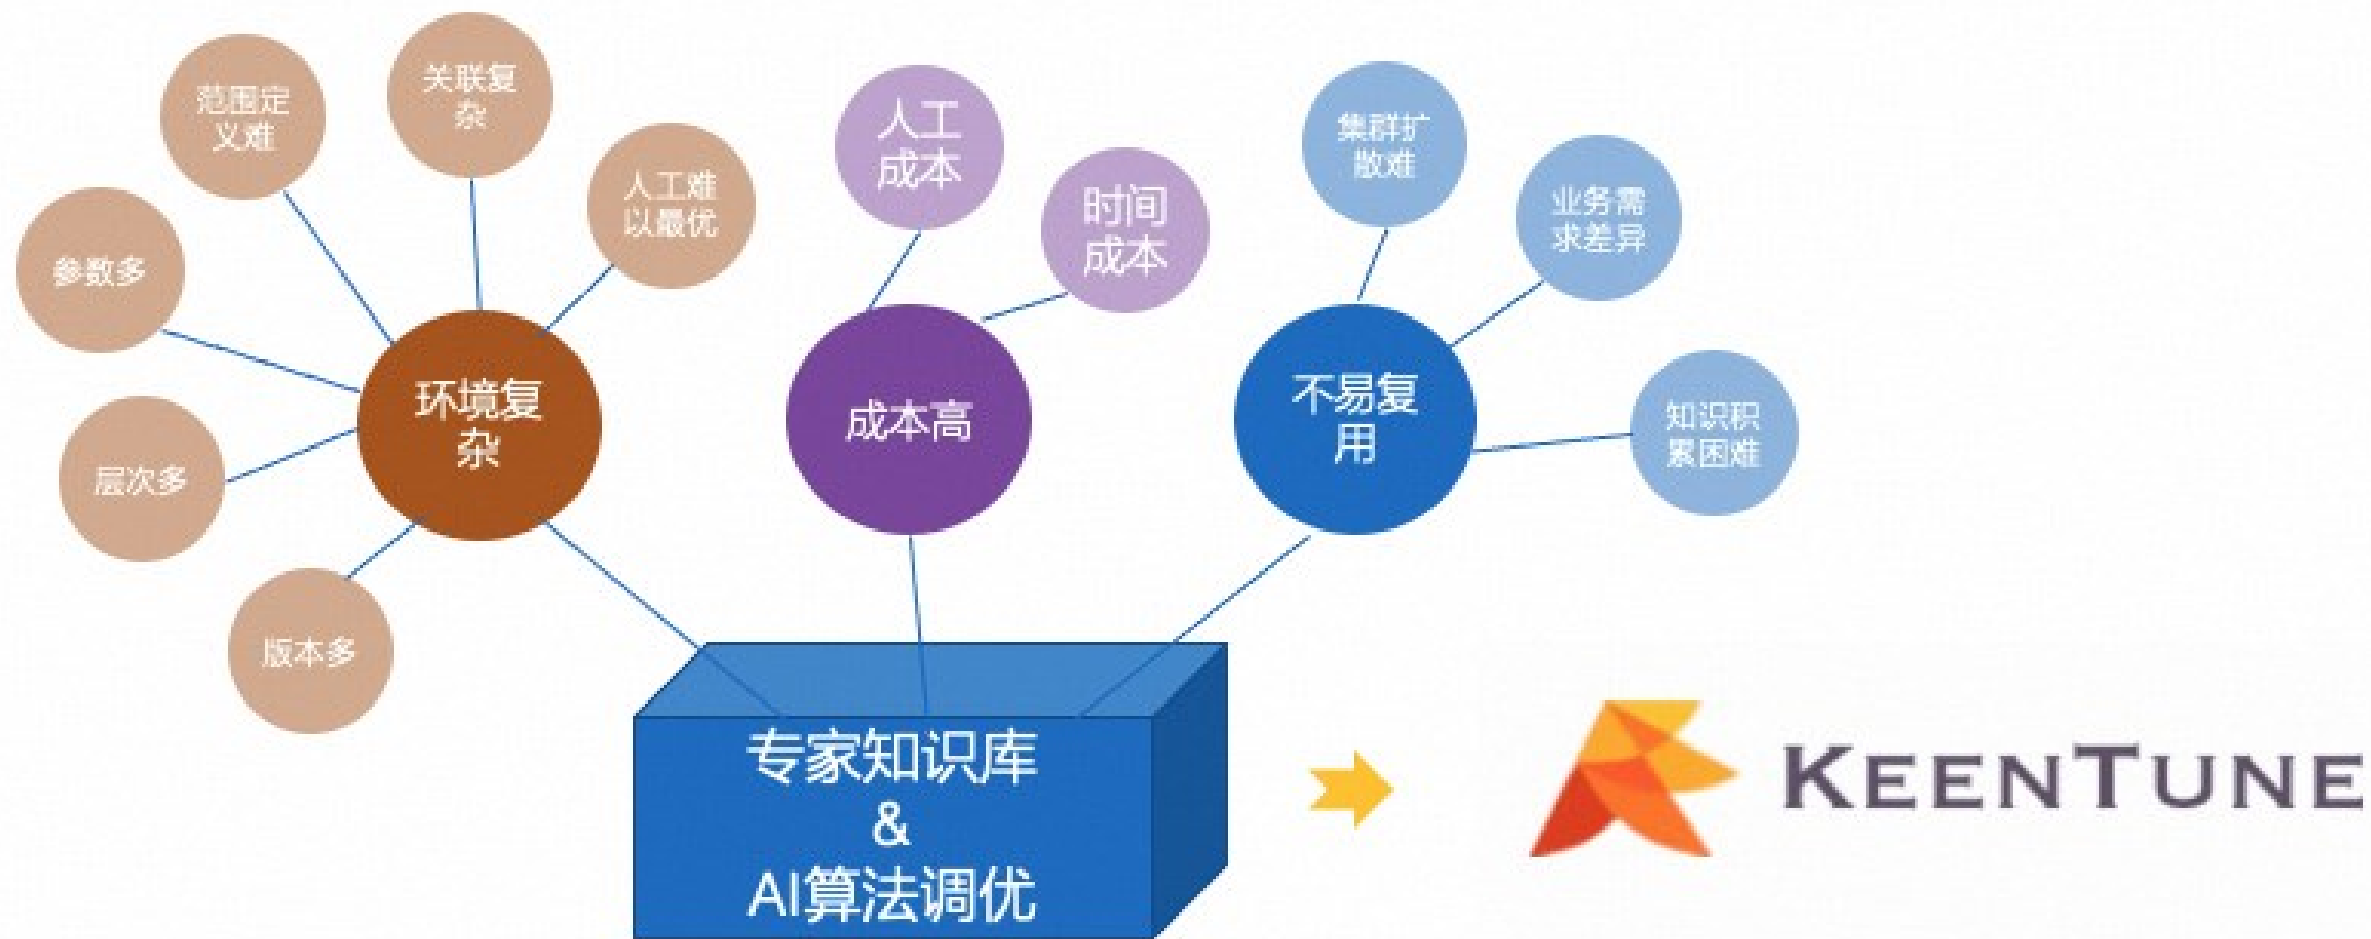 关联复
杂
范围定
义难
人工难
以最优
参数多
层次多
版本多
环境复
杂
人工
成本
时间
成本
成本高
集群扩
散难
业务需
求差异
知识积
累困难
不易复
用
专家知识库
&
AI算法调优
KEENTUNE